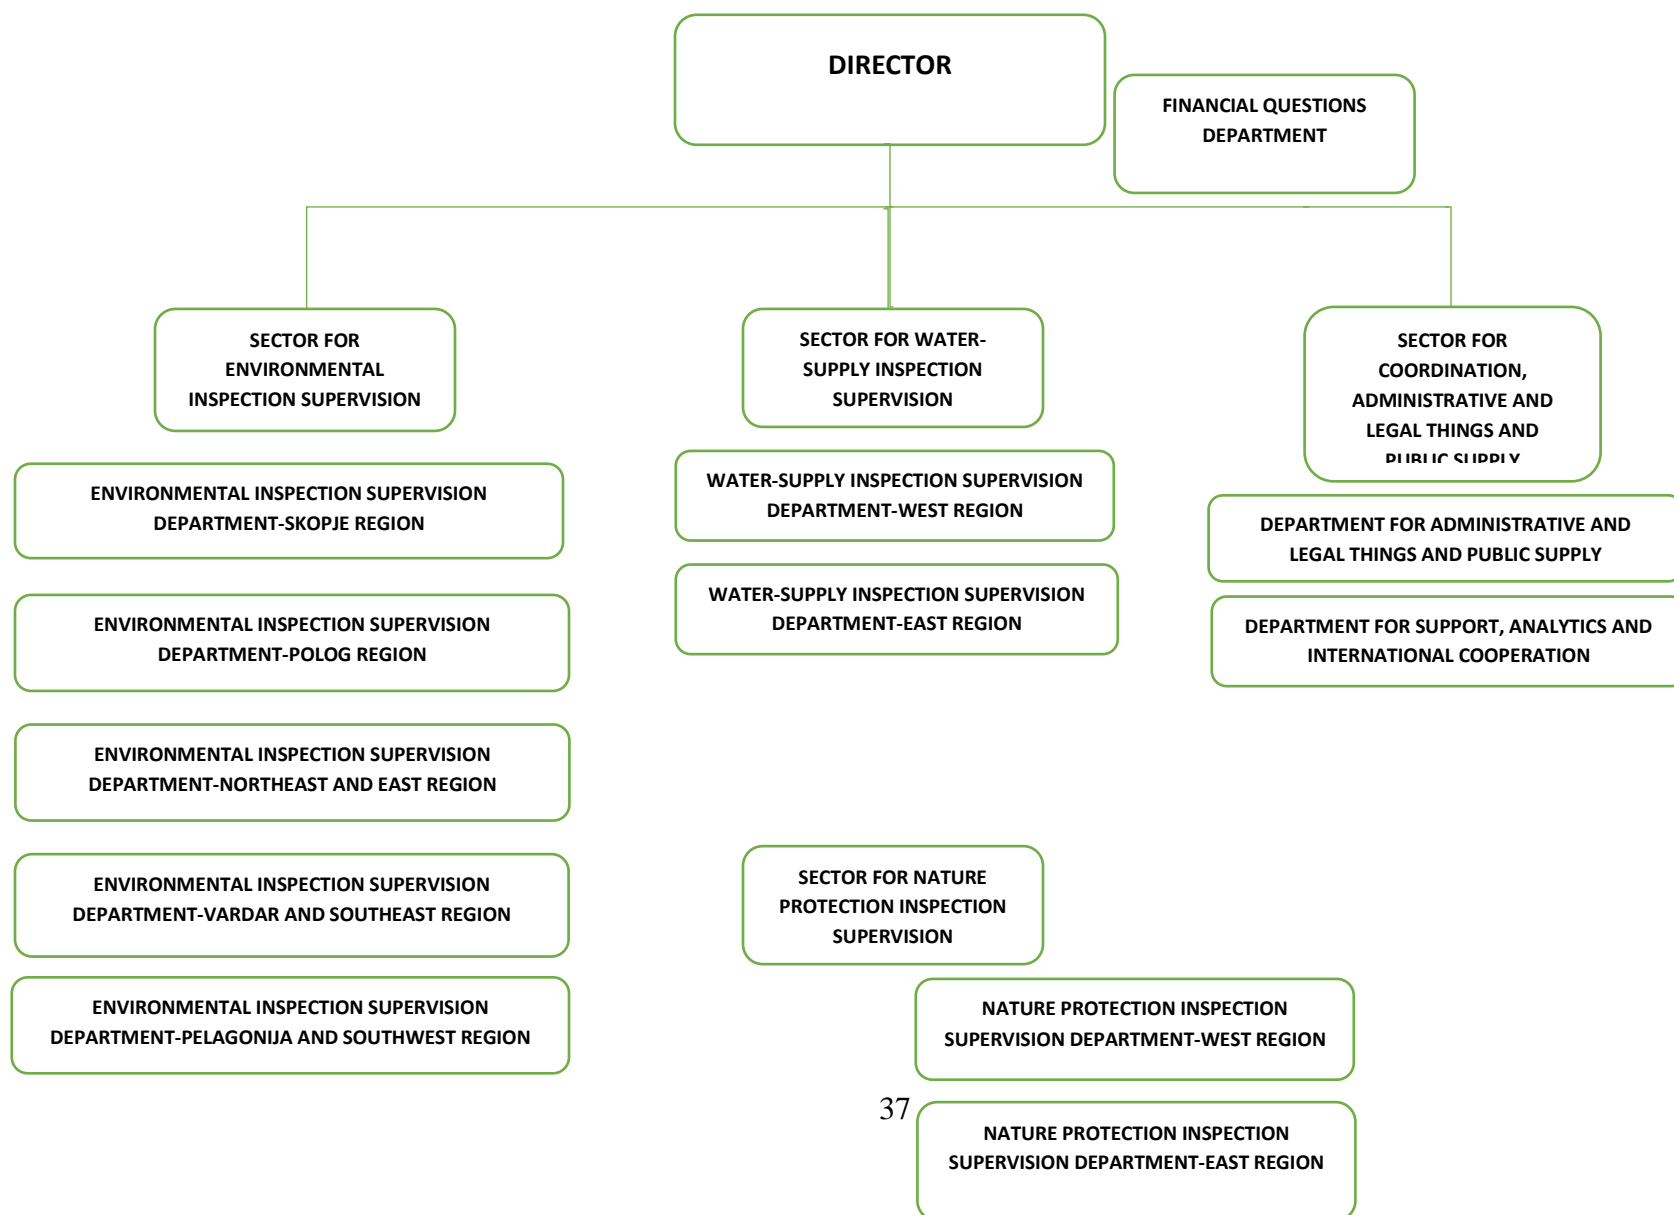 DIRECTOR
FINANCIAL QUESTIONS
DEPARTMENT
SECTOR FOR
ENVIRONMENTAL
INSPECTION SUPERVISION
SECTOR FOR WATER-
SUPPLY INSPECTION
SUPERVISION
SECTOR FOR
COORDINATION,
ADMINISTRATIVE AND
LEGAL THINGS AND
PUBLIC SUPPLY
ENVIRONMENTAL INSPECTION SUPERVISION
DEPARTMENT-SKOPJE REGION
ENVIRONMENTAL INSPECTION SUPERVISION
DEPARTMENT-POLOG REGION
ENVIRONMENTAL INSPECTION SUPERVISION
DEPARTMENT-NORTHEAST AND EAST REGION
ENVIRONMENTAL INSPECTION SUPERVISION
DEPARTMENT-VARDAR AND SOUTHEAST REGION
ENVIRONMENTAL INSPECTION SUPERVISION
DEPARTMENT-PELAGONIJA AND SOUTHWEST REGION
WATER-SUPPLY INSPECTION SUPERVISION
DEPARTMENT-WEST REGION
WATER-SUPPLY INSPECTION SUPERVISION
DEPARTMENT-EAST REGION
DEPARTMENT FOR ADMINISTRATIVE AND
LEGAL THINGS AND PUBLIC SUPPLY
DEPARTMENT FOR SUPPORT, ANALYTICS AND
INTERNATIONAL COOPERATION
SECTOR FOR NATURE
PROTECTION INSPECTION
SUPERVISION
NATURE PROTECTION INSPECTION
SUPERVISION DEPARTMENT-WEST REGION
NATURE PROTECTION INSPECTION
SUPERVISION DEPARTMENT-EAST REGION
37